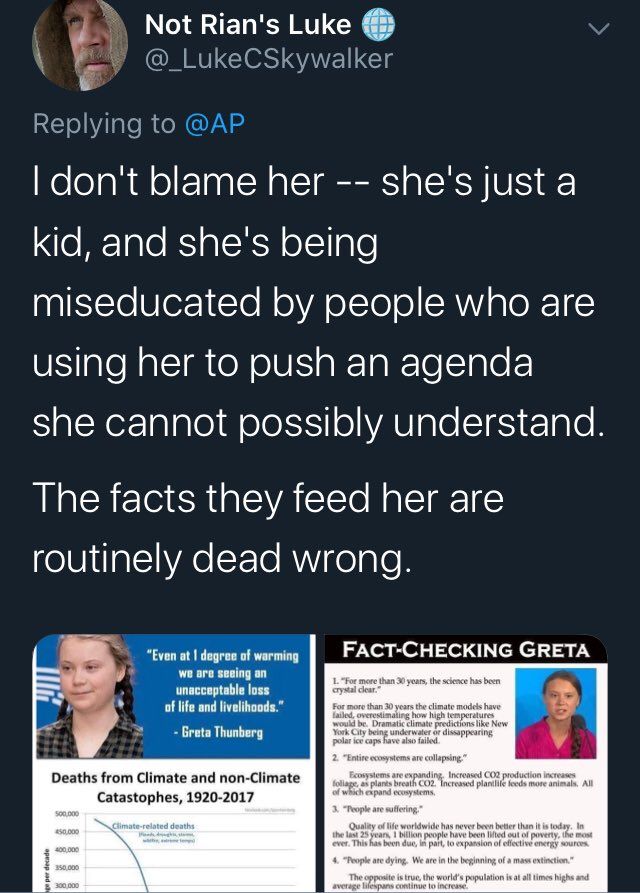 Not Rian's Luke 🌐
@_LukeCSkywalker
Replying to @AP
I don't blame her -- she's just a
kid, and she's being
miseducated by people who are
using her to push an agenda
she cannot possibly understand.
The facts they feed her are
routinely dead wrong.
"Even at 1 degree of warming
we are seeing an
unacceptable loss
of life and livelihoods."
- Greta Thunberg
Deaths from Climate and non-Climate
Catastophes, 1920-2017
500,000
450,000
400,000
350,000
300,000
Climate-related deaths
per decade
FACT-CHECKING GRETA
1. "For more than 30 years, the science has been
crystal clear."
For more than 30 years the climate models have
failed, overestimaling how high temperatures
would be. Dramatic climate predictions like New
York City being underwater or dissappearing
polar ice caps have also failed.
2. "Entire ecosystems are collapsing."
Ecosystems are expanding. Increased CO2 production increases
foliage, as plants breath CO2. Increased plantlife feeds more animals. All
of which expand ecosystems.
3. "People are suffering."
Quality of life worldwide has never been better than it is today. In
the last 25 years, 1 billion people have been lifted out of poverty, the most
ever. This has been due, in part, to expansion of effective energy sources.
4. "People are dying. We are in the beginning of a mass extinction."
The opposite is true, the world's population is at all times highs and
average lifespans continue to increase.